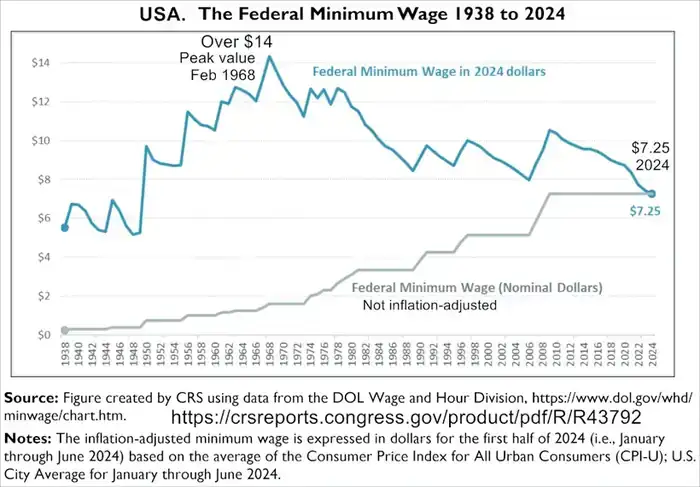 USA. The Federal Minimum Wage 1938 to 2024
Over $14
Peak value
Feb 1968
Federal Minimum Wage in 2024 dollars
$14
$12
$10
$8
$6
$4
$2
$0
$7.25
2024
$7.25
Federal Minimum Wage (Nominal Dollars)
Not inflation-adjusted
1938 1940 1942 1944 1946 1948 1950 1952 1954 1956 1958 1960 1962 1964 1966 1968 1970 1972 1974 1976 1978 1980 1982 1984 1986 1988 1990 1992 1994 1996 1998 2000 2002 2004 2006 2008 2010 2012 2014 2016 2018 2020 2022 2024
Source: Figure created by CRS using data from the DOL Wage and Hour Division, https://www.dol.gov/whd/
minwage/chart.htm. https://crsreports.congress.gov/product/pdf/R/R43792
Notes: The inflation-adjusted minimum wage is expressed in dollars for the first half of 2024 (i.e., January
through June 2024) based on the average of the Consumer Price Index for All Urban Consumers (CPI-U); U.S.
City Average for January through June 2024.